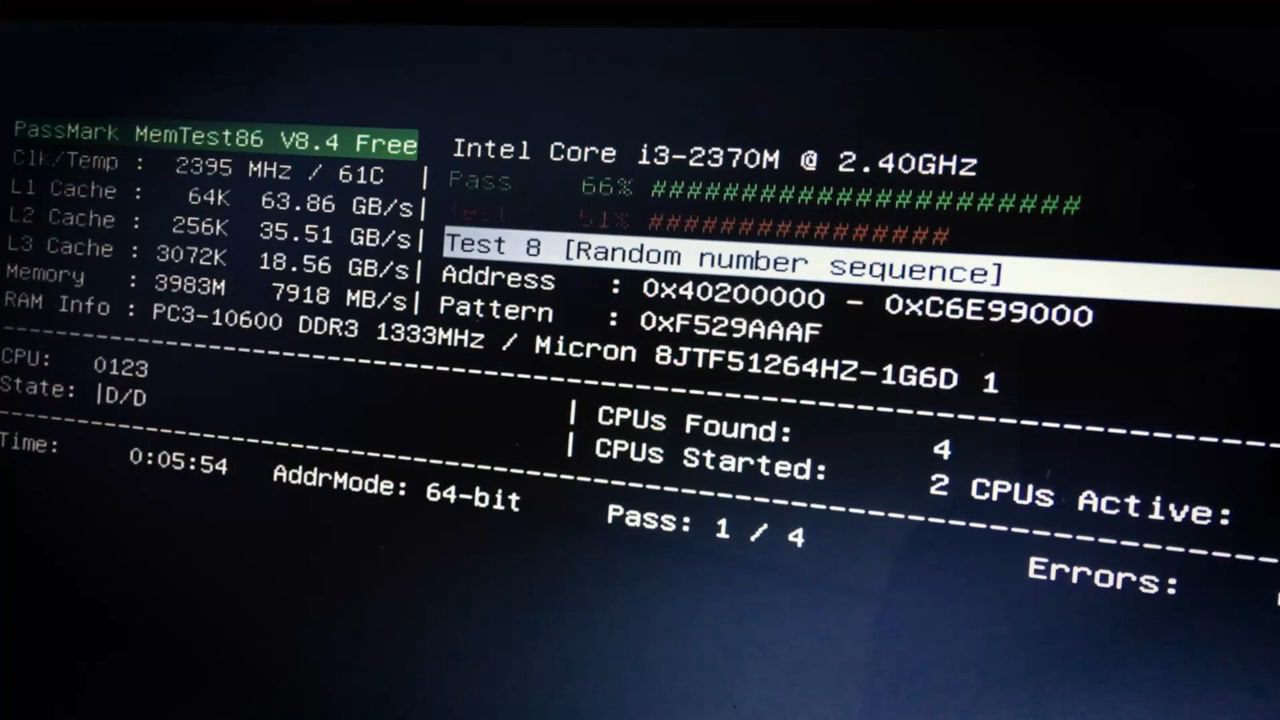 PassMark MemTest86 V8.4 Free Intel Core i3-2370M @ 2.40GHz
Clk/Temp : 2395 MHz / 61C | Pass 66% ########################
L1 Cache : 64K 63.86 GB/s| Test 51% #################
L2 Cache : 256K 35.51 GB/s| Test 8 [Random number sequence]
L3 Cache : 3072K 18.56 GB/s| Address : 0x40200000 - 0xC6E99000
Memory : 3983M 7918 MB/s| Pattern : 0xF529AAAF
RAM Info : PC3-10600 DDR3 1333MHz / Micron 8JTF51264HZ-1G6D 1
CPU: 0123 | CPUs Found: 4
State: |D/D | CPUs Started: 2 CPUs Active:
Time: 0:05:54 AddrMode: 64-bit Pass: 1 / 4 Errors: